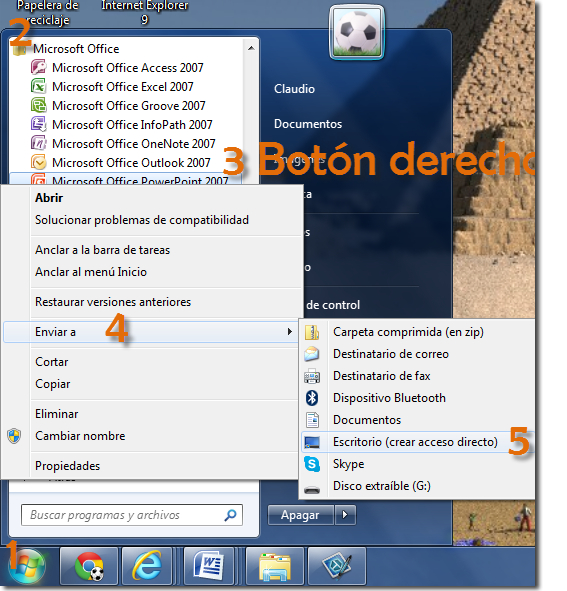 Papelera de
reciclaje
Internet Explorer
9
2
Microsoft Office
Microsoft Office Access 2007
Microsoft Office Excel 2007
Microsoft Office Groove 2007
Microsoft Office InfoPath 2007
Microsoft Office OneNote 2007
Microsoft Office Outlook 2007
Microsoft Office PowerPoint 2007
3 Botón derecho
Claudio
Documentos
Imágenes
Abrir
Solucionar problemas de compatibilidad
Anclar a la barra de tareas
Anclar al menú Inicio
Restaurar versiones anteriores
Enviar a
4
Cortar
Copiar
Eliminar
Cambiar nombre
Propiedades
de control
Carpeta comprimida (en zip)
Destinatario de correo
Destinatario de fax
Dispositivo Bluetooth
Documentos
Escritorio (crear acceso directo)
5
Skype
Disco extraíble (G:)
Buscar programas y archivos
Apagar
1